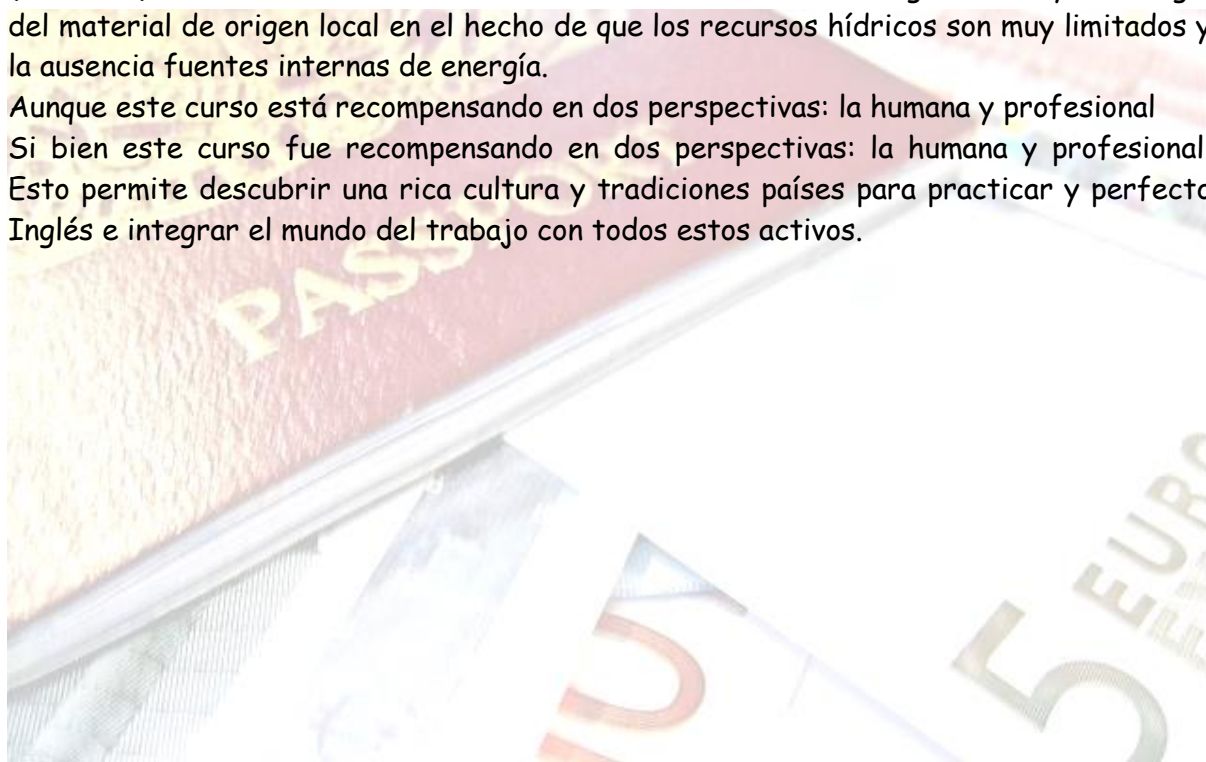 del material de origen local en el hecho de que los recursos hídricos son muy limitados y
la ausencia fuentes internas de energía.
Aunque este curso está recompensando en dos perspectivas: la humana y profesional
Si bien este curso fue recompensando en dos perspectivas: la humana y profesional
Esto permite descubrir una rica cultura y tradiciones países para practicar y perfecto
Inglés e integrar el mundo del trabajo con todos estos activos.
PASSPORT
5 EURO